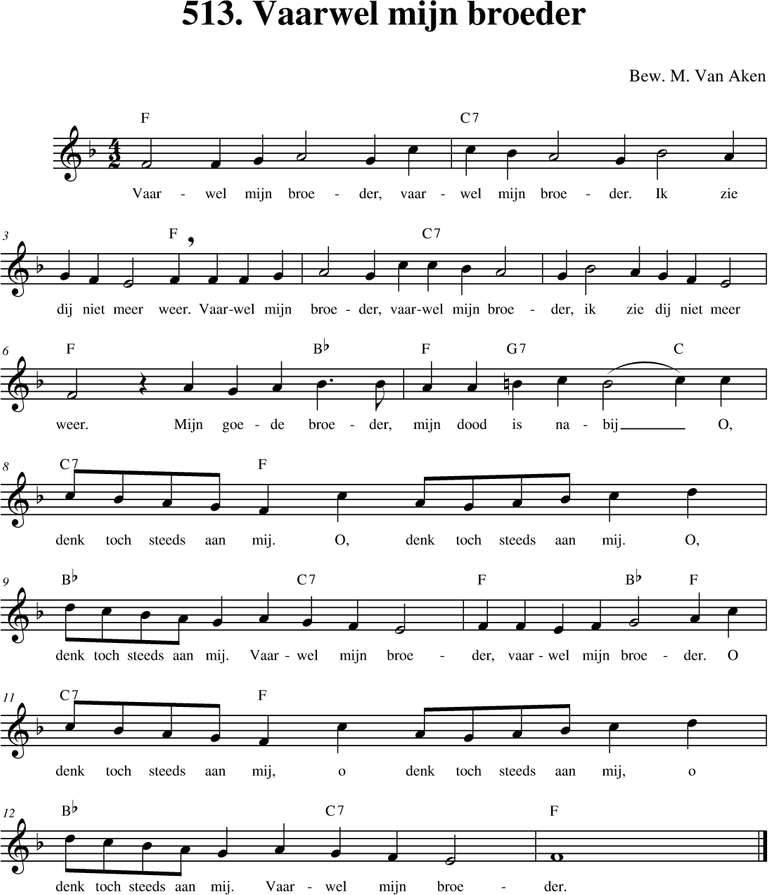 513. Vaarwel mijn broeder
Bew. M. Van Aken
F C7
4
2
Vaar - wel mijn broe - der, vaar - wel mijn broe - der. Ik zie
3 F
C7
dij niet meer weer. Vaar-wel mijn broe - der, vaar-wel mijn broe - der, ik zie dij niet meer
6 F B♭ F G7 C
weer. Mijn goe - de broe - der, mijn dood is na - bij O,
8 C7 F
denk toch steeds aan mij. O, denk toch steeds aan mij. O,
9 B♭ C7 F B♭ F
denk toch steeds aan mij. Vaar - wel mijn broe - der, vaar - wel mijn broe - der. O
11 C7 F
denk toch steeds aan mij, o denk toch steeds aan mij, o
12 B♭ C7 F
denk toch steeds aan mij. Vaar - wel mijn broe - der.